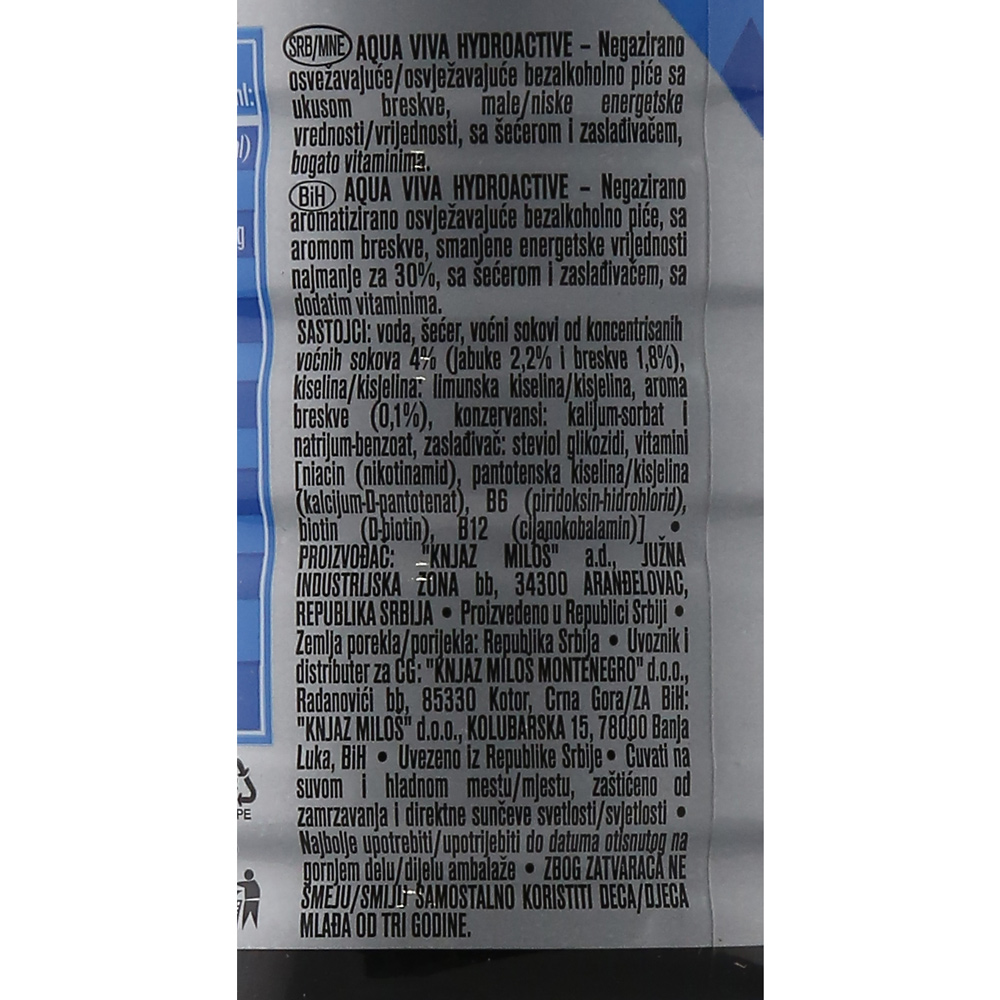 SRB/MNE AQUA VIVA HYDROACTIVE – Negazirano
osvežavajuće/osvježavajuće bezalkoholno piće sa
ukusom breskve, male/niske energetske
vrednosti/vrijednosti, sa šećerom i zaslađivačem,
bogato vitaminima.
BiH AQUA VIVA HYDROACTIVE – Negazirano
aromatizirano osvježavajuće bezalkoholno piće, sa
aromom breskve, smanjene energetske vrijednosti
najmanje za 30%, sa šećerom i zaslađivačem, sa
dodatim vitaminima.
SASTOJCI: voda, šećer, voćni sokovi od koncentrisanih
voćnih sokova 4% (jabuke 2,2% i breskve 1,8%),
kiselina/kisjelina: limunska kiselina/kisjelina, aroma
breskve (0,1%), konzervansi: kalijum-sorbat i
natrijum-benzoat, zaslađivač: steviol glikozidi, vitamini
[niacin (nikotinamid), pantotenska kiselina/kisjelina
(kalcijum-D-pantotenat), B6 (piridoksin-hidrohlorid),
biotin (D-biotin), B12 (cijanokobalamin)] •
PROIZVOĐAČ: "KNJAZ MILOŠ" a.d., JUŽNA
INDUSTRIJSKA ZONA bb, 34300 ARANĐELOVAC,
REPUBLIKA SRBIJA • Proizvedeno u Republici Srbiji •
Zemlja porekla/porijekla: Republika Srbija • Uvoznik i
distributer za CG: "KNJAZ MILOŠ MONTENEGRO" d.o.o.,
Radanovići bb, 85330 Kotor, Crna Gora/ZA BiH:
"KNJAZ MILOŠ" d.o.o., KOLUBARSKA 15, 78000 Banja
Luka, BiH • Uvezeno iz Republike Srbije • Čuvati na
suvom i hladnom mestu/mjestu, zaštićeno od
zamrzavanja i direktne sunčeve svetlosti/svjetlosti •
Najbolje upotrebiti/upotrijebiti do datuma otisnutog na
gornjem delu/dijelu ambalaže • ZBOG ZATVARAČA NE
SMEJU/SMIJU SAMOSTALNO KORISTITI DECA/DJECA
MLAĐA OD TRI GODINE.
ml:
PE